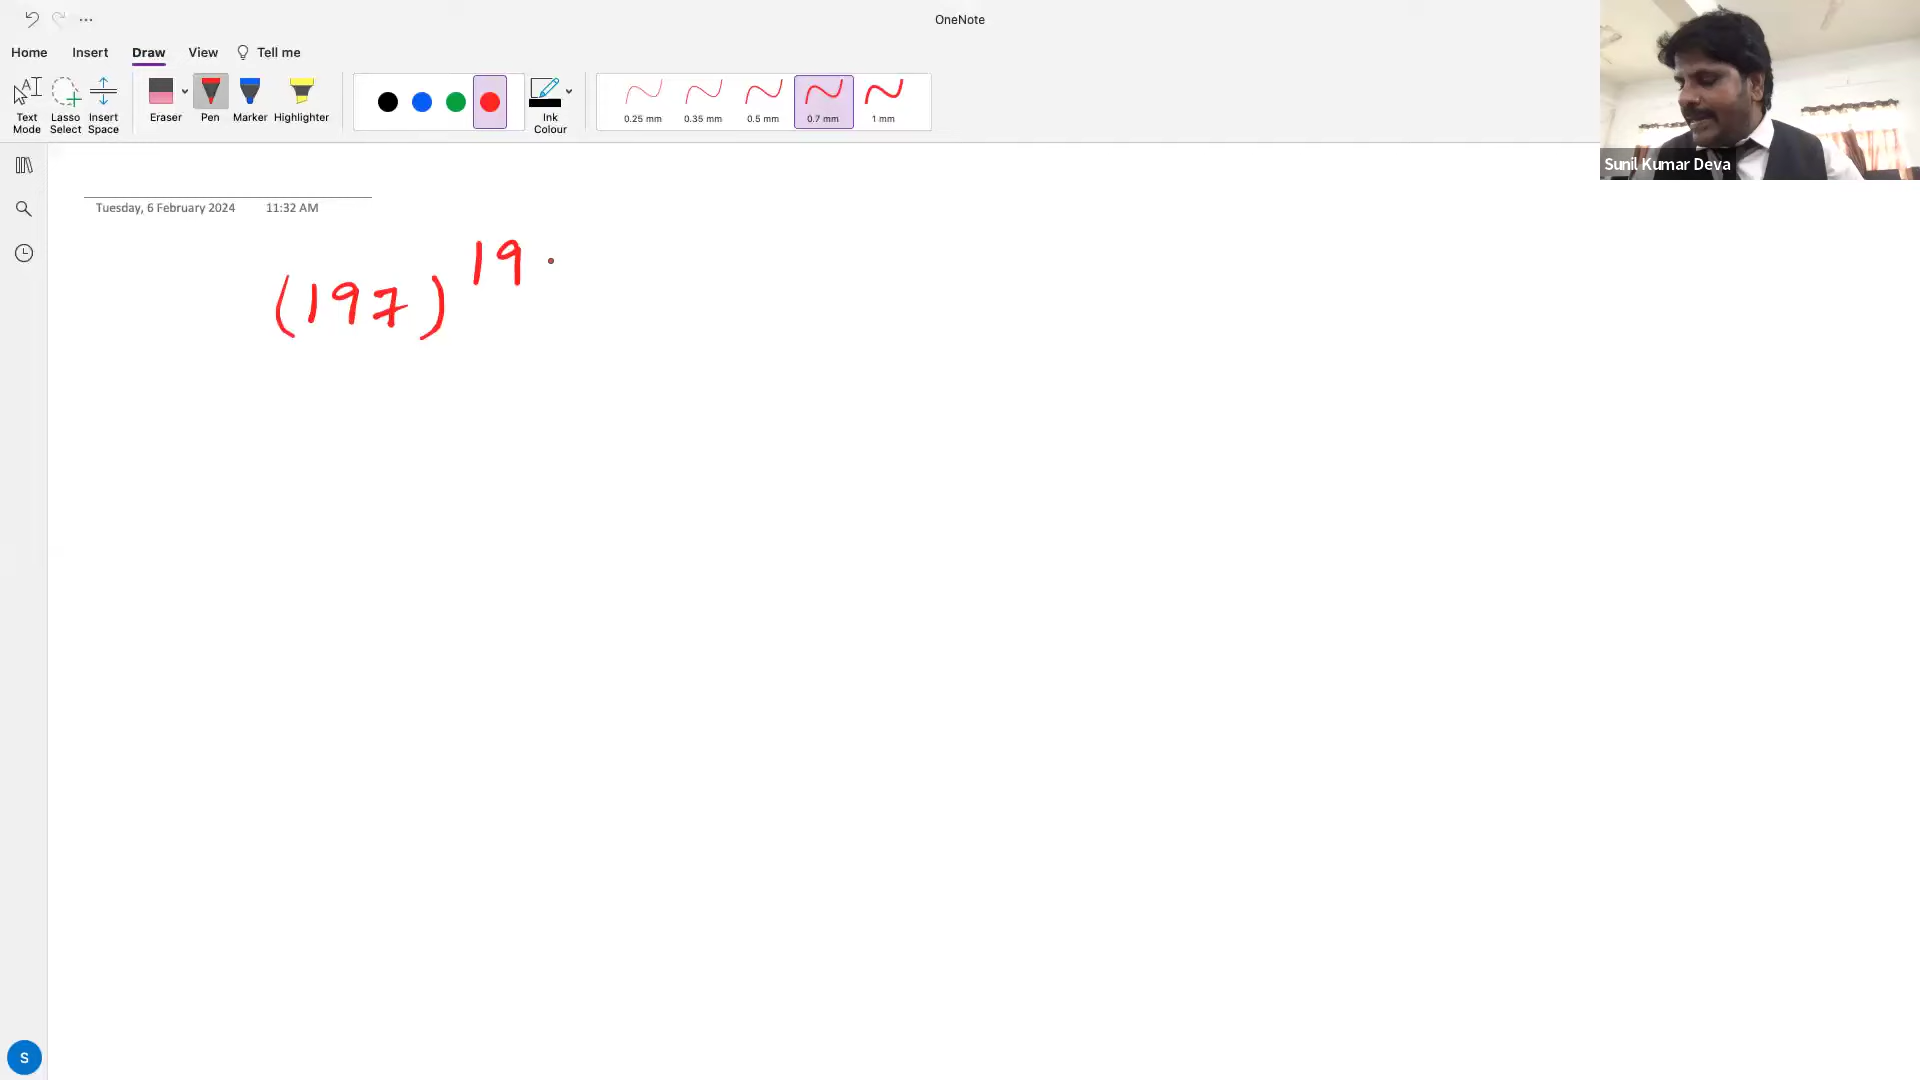 OneNote
Home Insert Draw View Tell me
Text Mode Lasso Select Insert Space Eraser Pen Marker Highlighter Ink Colour 0.25 mm 0.35 mm 0.5 mm 0.7 mm 1 mm
Sunil Kumar Deva
Tuesday, 6 February 2024 11:32 AM
(197)^19
S